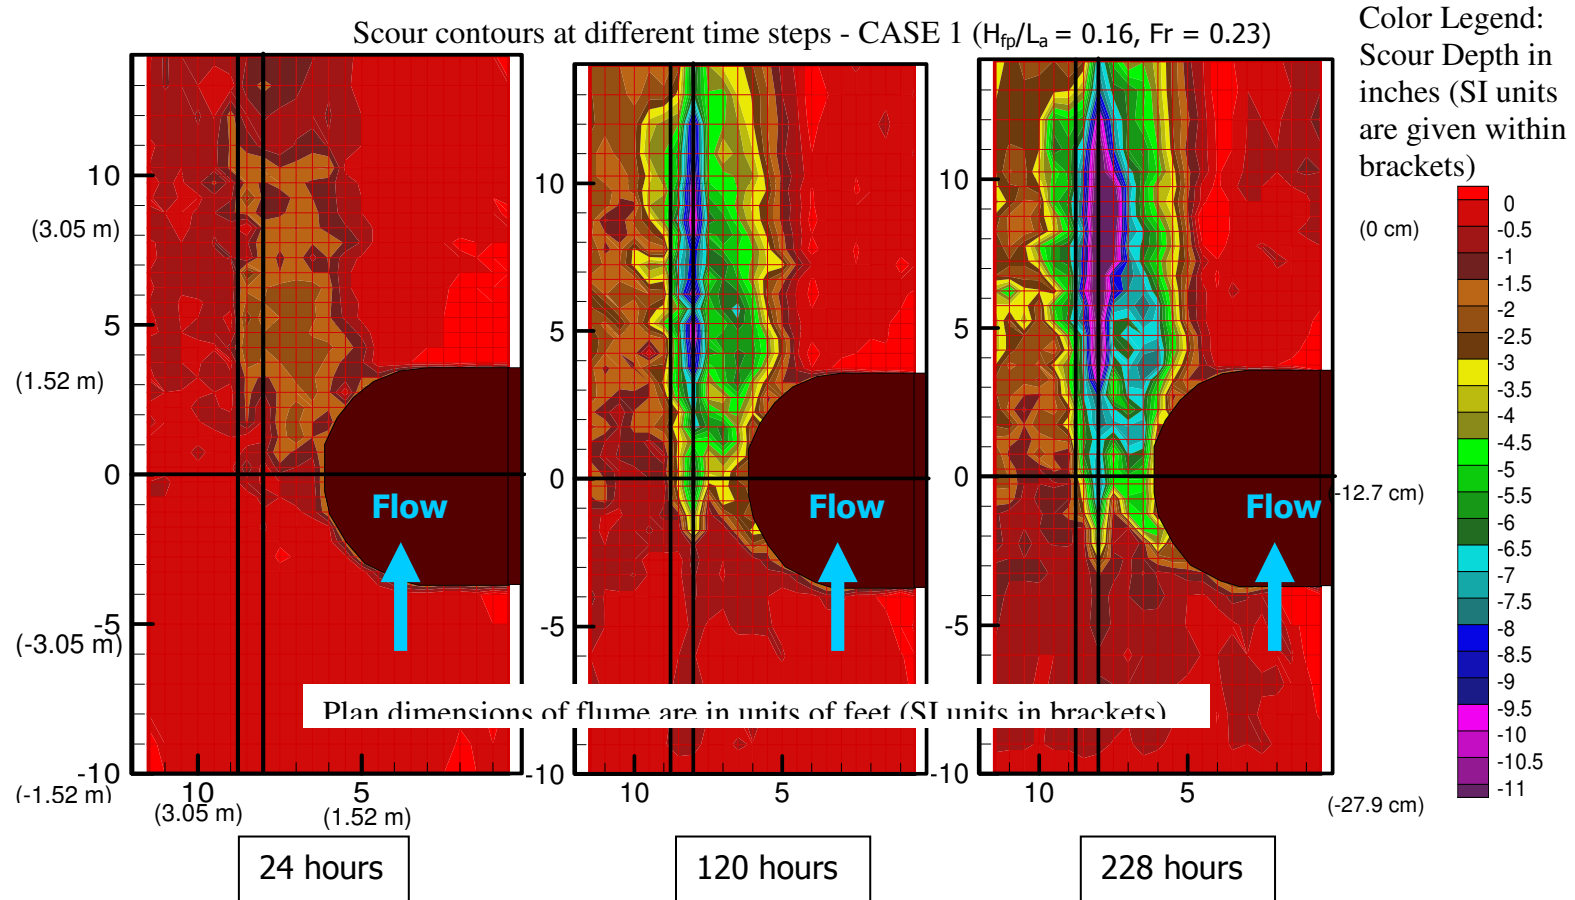 Scour contours at different time steps - CASE 1 (Hfp/La = 0.16, Fr = 0.23)
Color Legend:
Scour Depth in
inches (SI units
are given within
brackets)
10
(3.05 m)
5
(1.52 m)
0
-5
(-3.05 m)
-10
(-1.52 m)
10
(3.05 m)
5
(1.52 m)
Flow
24 hours
10
5
0
-5
-10
10
5
Flow
120 hours
10
5
0
-5
-10
10
5
Flow
228 hours
Plan dimensions of flume are in units of feet (SI units in brackets)
(0 cm)
-12.7 cm)
(-27.9 cm)
0
-0.5
-1
-1.5
-2
-2.5
-3
-3.5
-4
-4.5
-5
-5.5
-6
-6.5
-7
-7.5
-8
-8.5
-9
-9.5
-10
-10.5
-11